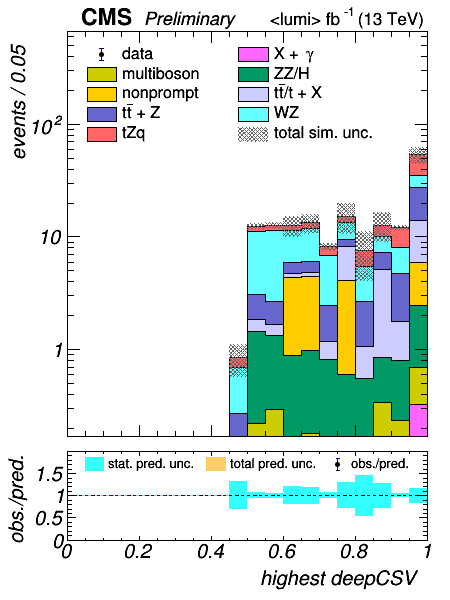 CMS Preliminary <lumi> fb⁻¹ (13 TeV)
events / 0.05
data
X + γ
multiboson
ZZ/H
nonprompt
tt̄/t + X
tt̄ + Z
WZ
tZq
total sim. unc.
10²
10
1
obs./pred.
stat. pred. unc.
total pred. unc.
obs./pred.
1.5
1
0.5
0
0 0.2 0.4 0.6 0.8 1
highest deepCSV